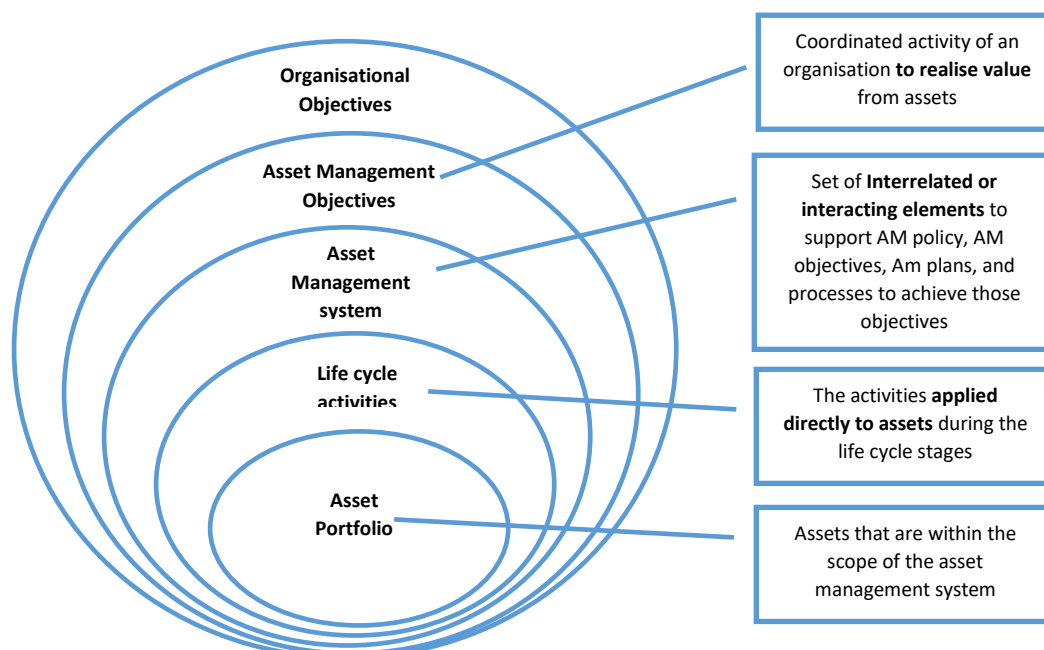 Organisational
Objectives
Asset Management
Objectives
Asset
Management
system
Life cycle
activities
Asset
Portfolio
Coordinated activity of an
organisation to realise value
from assets
Set of Interrelated or
interacting elements to
support AM policy, AM
objectives, Am plans, and
processes to achieve those
objectives
The activities applied
directly to assets during the
life cycle stages
Assets that are within the
scope of the asset
management system